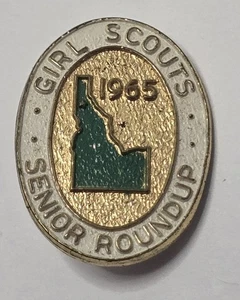 · GIRL SCOUTS ·
1965
SENIOR ROUNDUP